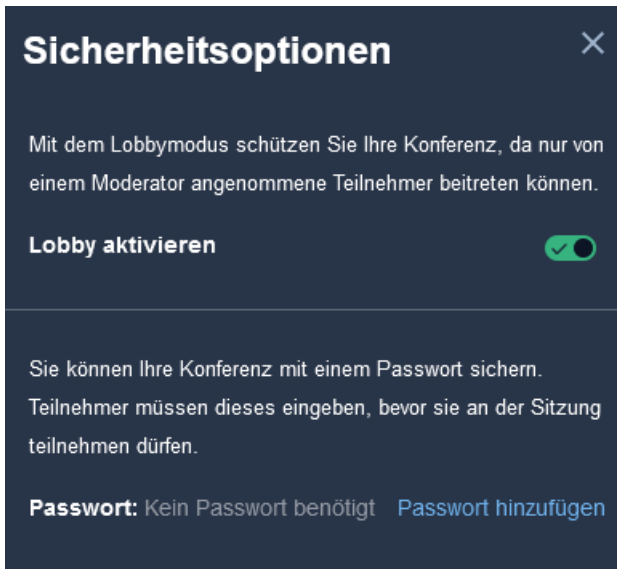 Sicherheitsoptionen
Mit dem Lobbymodus schützen Sie Ihre Konferenz, da nur von
einem Moderator angenommene Teilnehmer beitreten können.
Lobby aktivieren
Sie können Ihre Konferenz mit einem Passwort sichern.
Teilnehmer müssen dieses eingeben, bevor sie an der Sitzung
teilnehmen dürfen.
Passwort: Kein Passwort benötigt Passwort hinzufügen